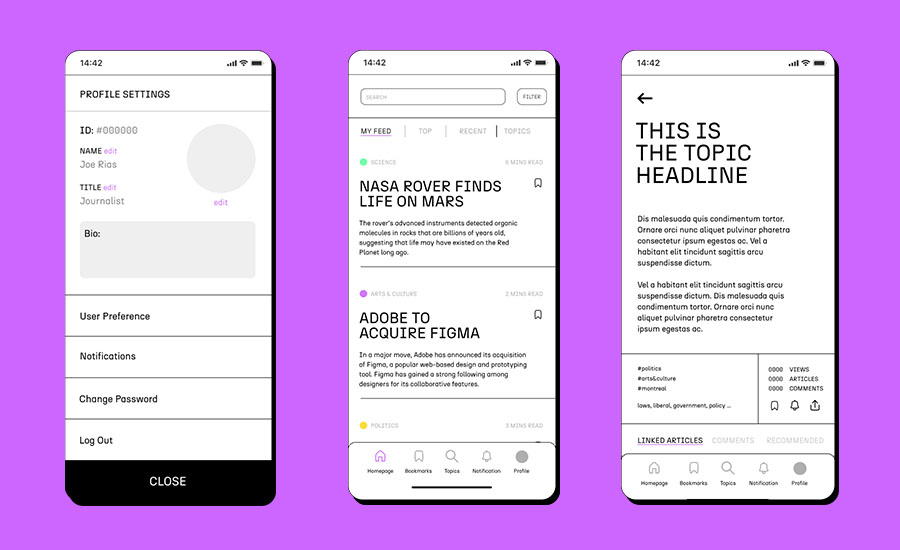 14:42
PROFILE SETTINGS
ID: #000000
NAME edit
Joe Rias
TITLE edit
Journalist
edit
Bio:
User Preference
Notifications
Change Password
Log Out
CLOSE
14:42
SEARCH
FILTER
MY FEED
TOP
RECENT
TOPICS
SCIENCE
6 MINS READ
NASA ROVER FINDS
LIFE ON MARS
The rover's advanced instruments detected organic
molecules in rocks that are billions of years old,
suggesting that life may have existed on the Red
Planet long ago.
ARTS & CULTURE
2 MINS READ
ADOBE TO
ACQUIRE FIGMA
In a major move, Adobe has announced its acquisition
of Figma, a popular web-based design and prototyping
tool. Figma has gained a strong following among
designers for its collaborative features.
POLITICS
3 MINS READ
Homepage
Bookmarks
Topics
Notification
Profile
14:42
THIS IS
THE TOPIC
HEADLINE
Dis malesuada quis condimentum tortor.
Ornare orci nunc aliquet pulvinar pharetra
consectetur ipsum egestas ac. Vel a
habitant elit tincidunt sagittis arcu
suspendisse dictum.
Vel a habitant elit tincidunt sagittis arcu
suspendisse dictum. Dis malesuada quis
condimentum tortor. Ornare orci nunc
aliquet pulvinar pharetra consectetur
ipsum egestas ac.
#politics
#arts&culture
#montreal
laws, liberal, government, policy ...
0000 VIEWS
0000 ARTICLES
0000 COMMENTS
LINKED ARTICLES
COMMENTS
RECOMMENDED
Homepage
Bookmarks
Topics
Notification
Profile